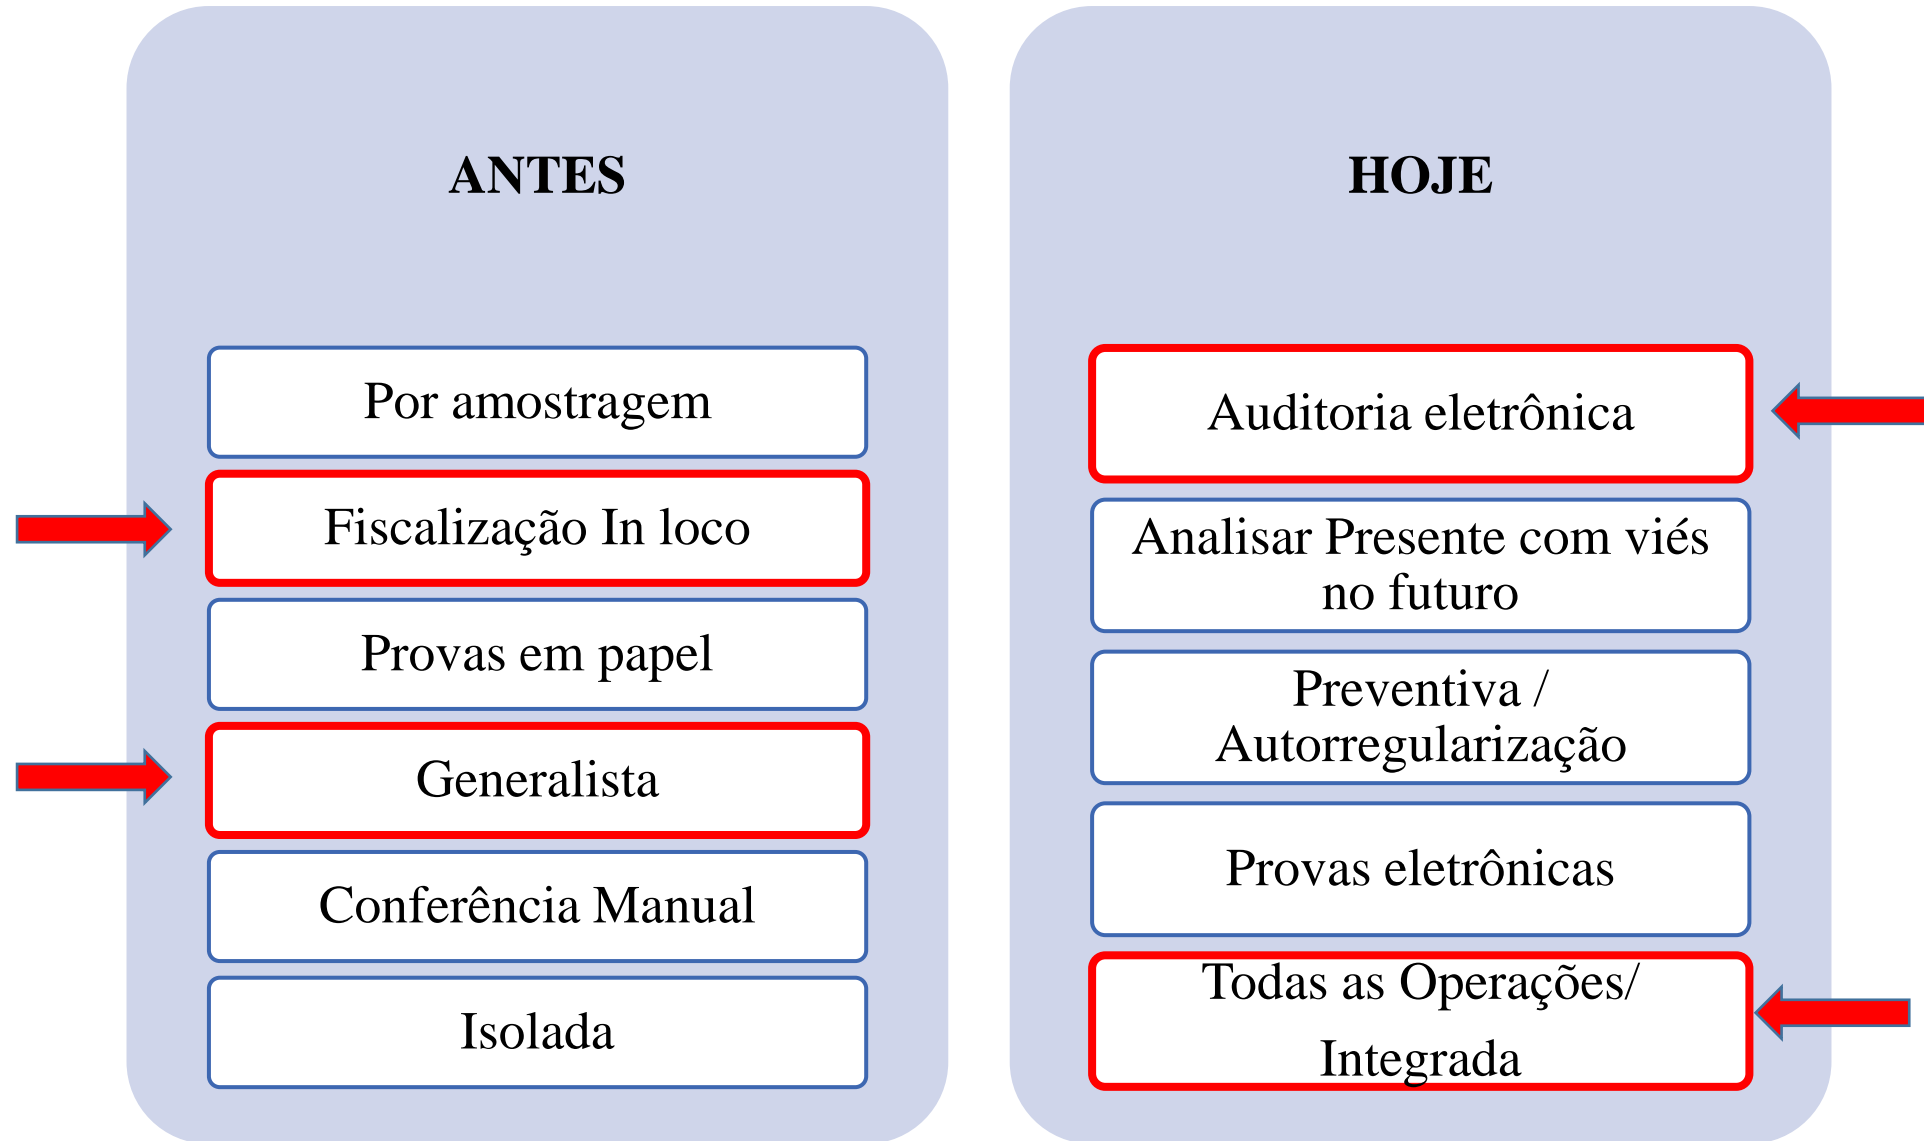 ANTES
Por amostragem
Fiscalização In loco
Provas em papel
Generalista
Conferência Manual
Isolada
HOJE
Auditoria eletrônica
Analisar Presente com viés
no futuro
Preventiva /
Autorregularização
Provas eletrônicas
Todas as Operações/
Integrada